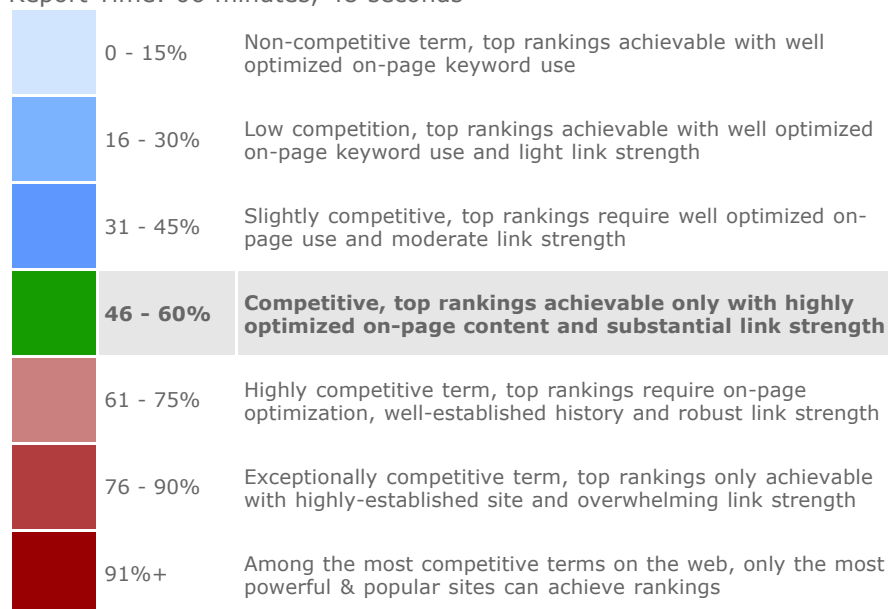 0 - 15%
Non-competitive term, top rankings achievable with well
optimized on-page keyword use
16 - 30%
Low competition, top rankings achievable with well optimized
on-page keyword use and light link strength
31 - 45%
Slightly competitive, top rankings require well optimized on-
page use and moderate link strength
46 - 60%
Competitive, top rankings achievable only with highly
optimized on-page content and substantial link strength
61 - 75%
Highly competitive term, top rankings require on-page
optimization, well-established history and robust link strength
76 - 90%
Exceptionally competitive term, top rankings only achievable
with highly-established site and overwhelming link strength
91%+
Among the most competitive terms on the web, only the most
powerful & popular sites can achieve rankings